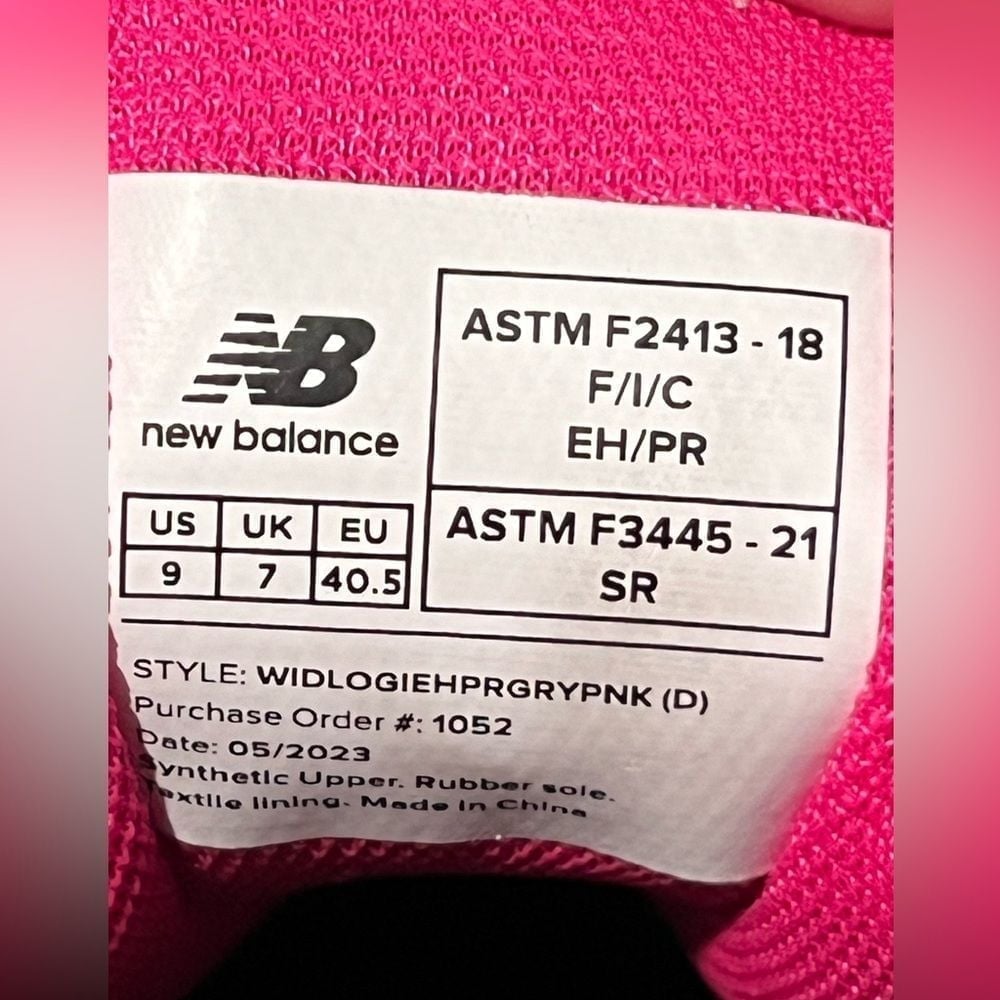 NB
new balance
US UK EU
9 7 40.5
ASTM F2413 - 18
F/I/C
EH/PR
ASTM F3445 - 21
SR
STYLE: WIDLOGIEHPRGRYPNK (D)
Purchase Order #: 1052
Date: 05/2023
Synthetic Upper. Rubber sole.
Textile lining. Made in China